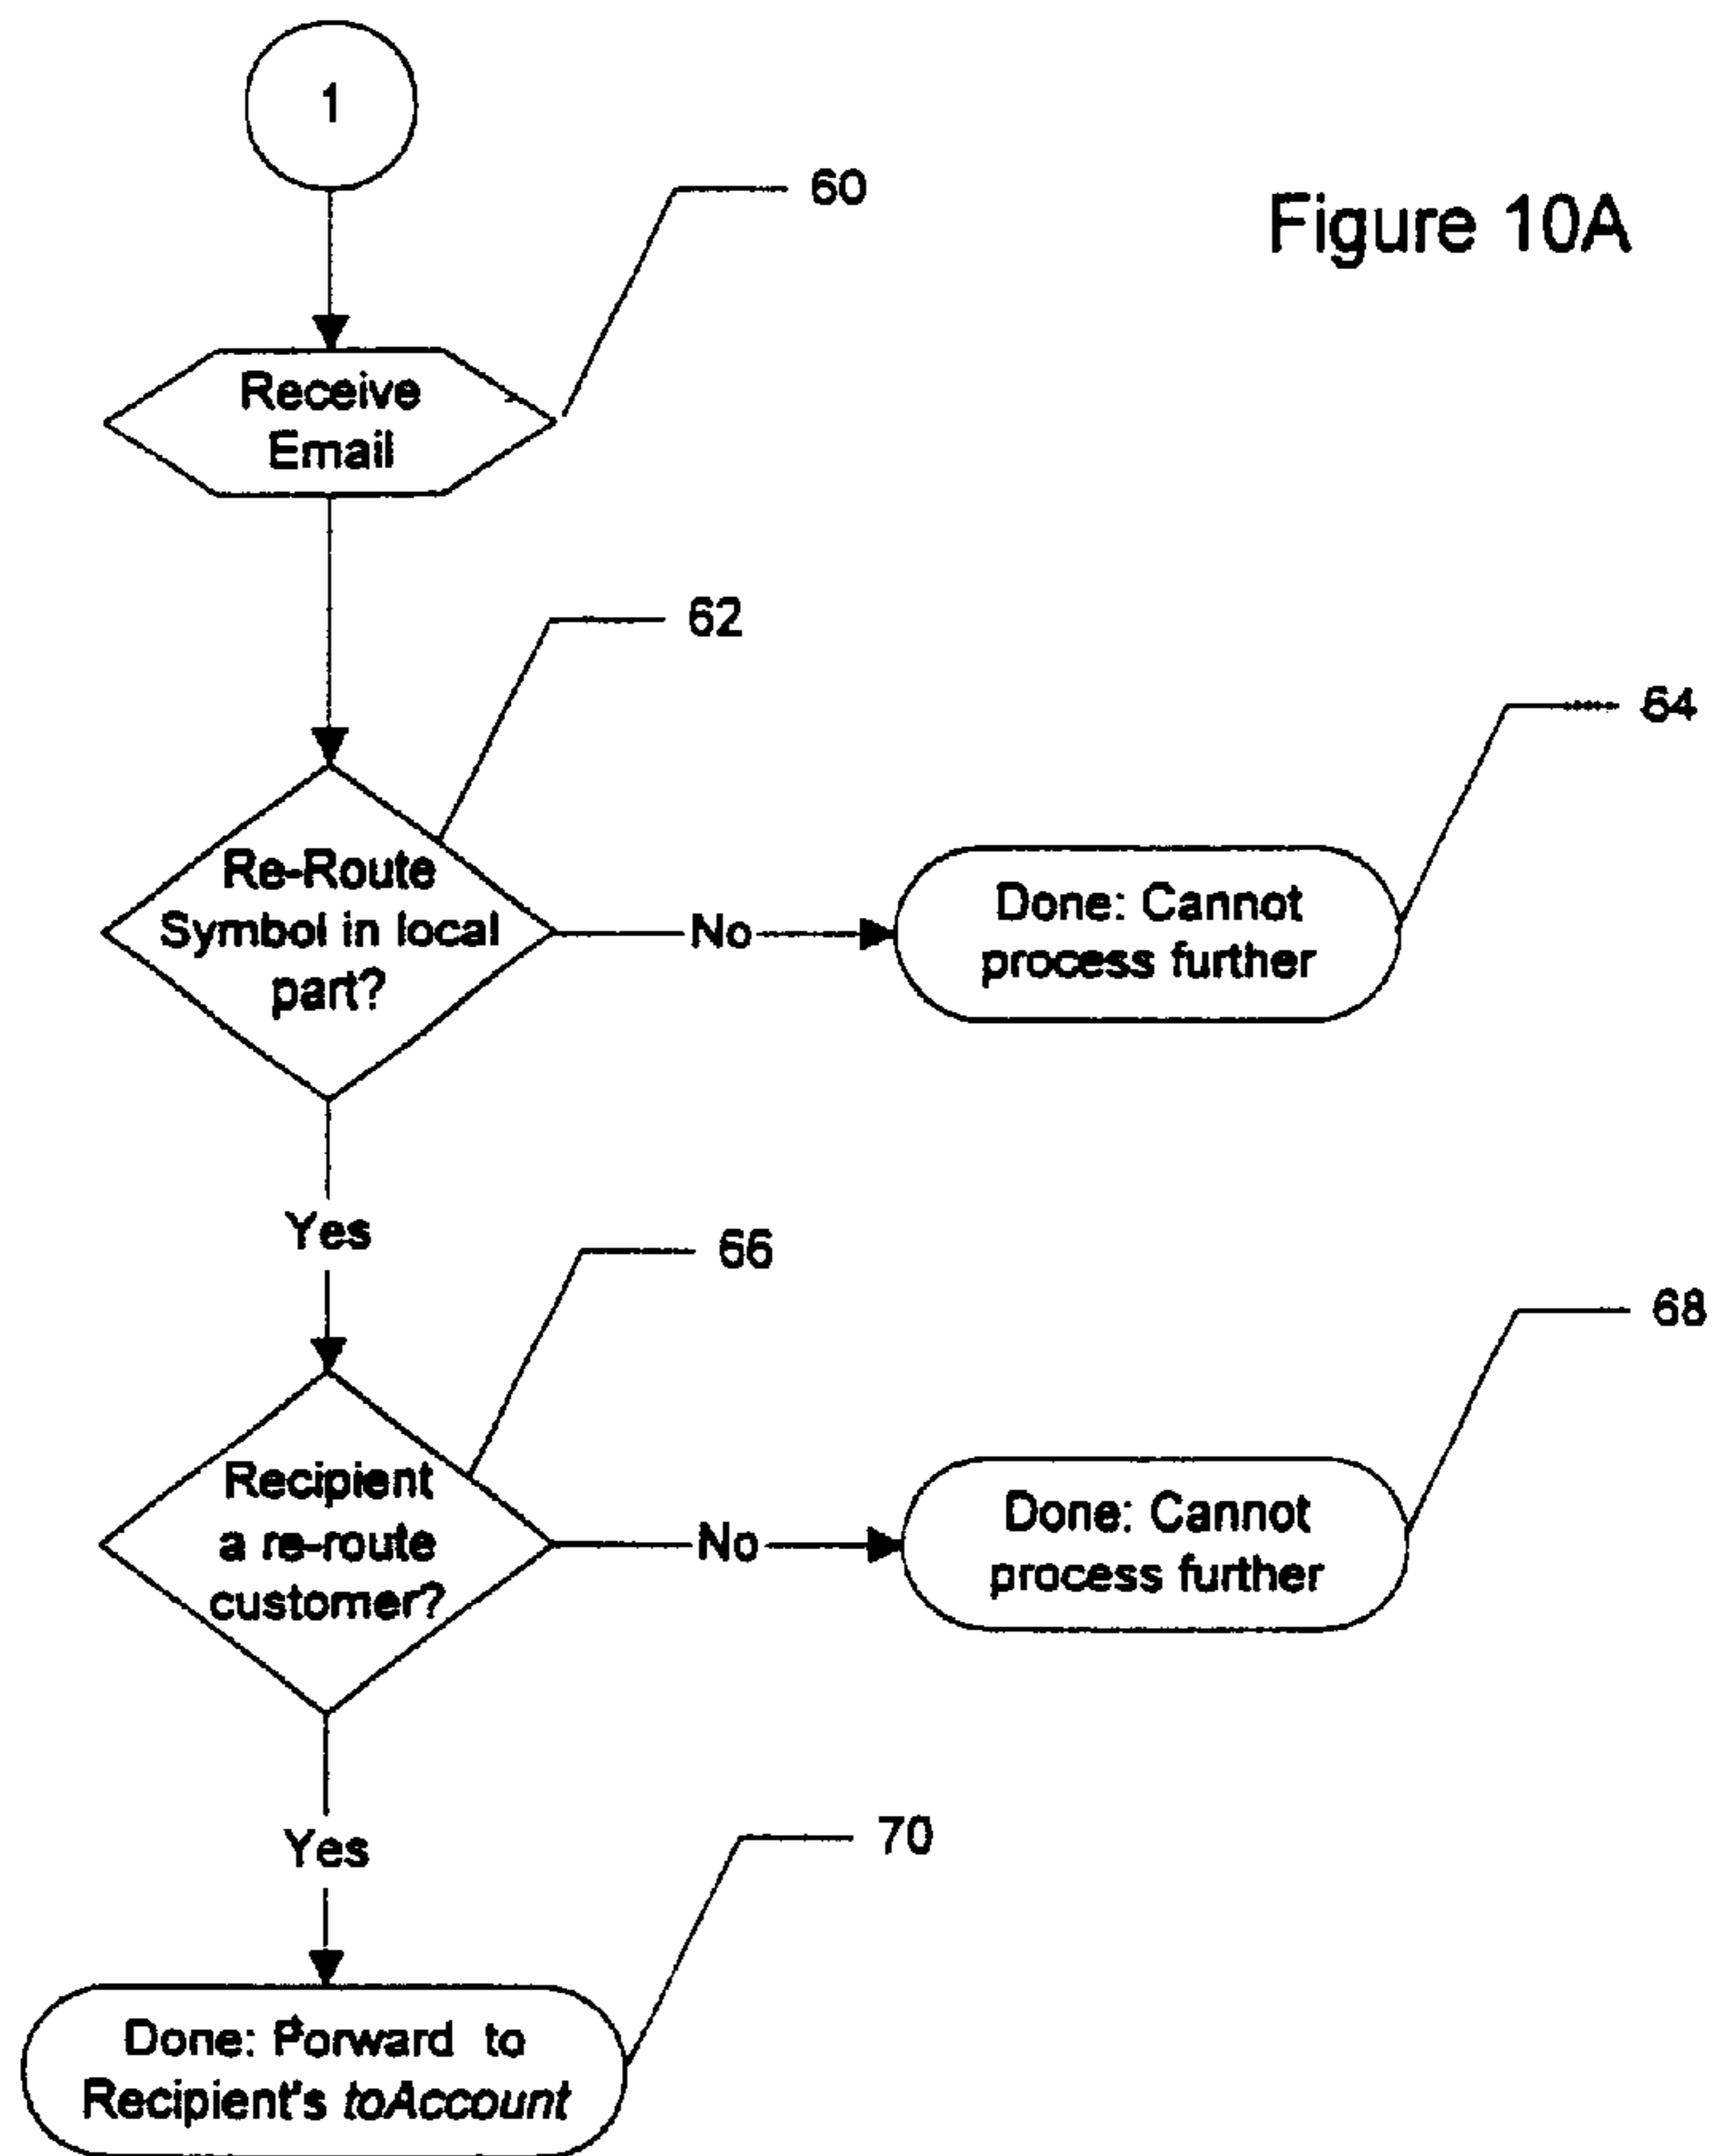 1
60
Figure 10A
Receive
Email
62
64
Re-Route
Symbol in local
part?
No
Done: Cannot
process further
Yes
66
68
Recipient
a re-route
customer?
No
Done: Cannot
process further
Yes
70
Done: Forward to
Recipient's toAccount